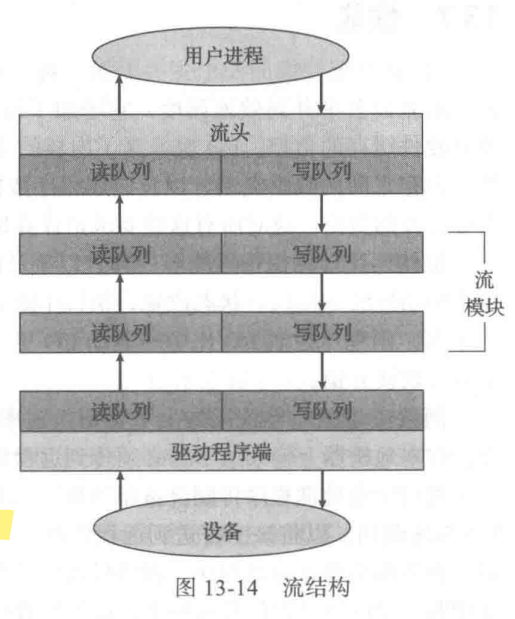 用户进程
流头
读队列 写队列
读队列 写队列
流
模块
读队列 写队列
读队列 写队列
驱动程序端
设备
图 13-14 流结构